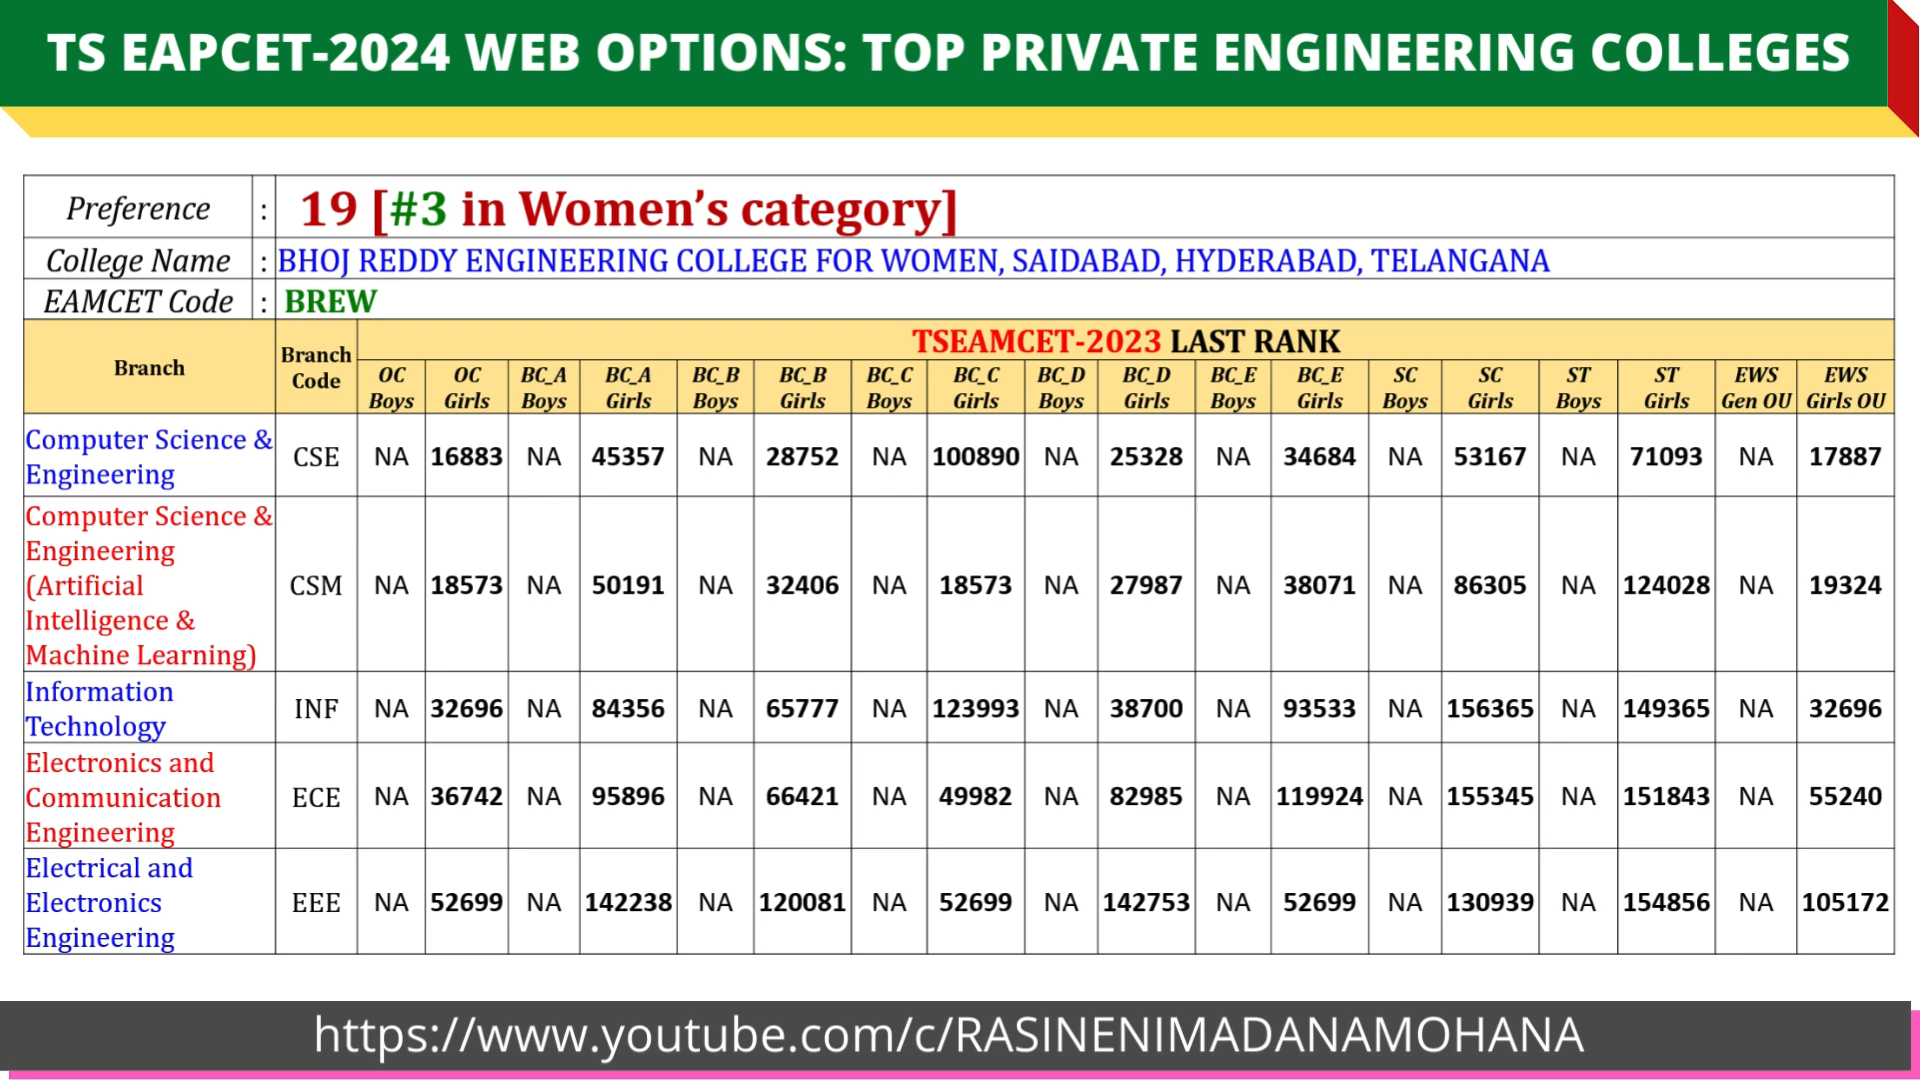 TS EAPCET-2024 WEB OPTIONS: TOP PRIVATE ENGINEERING COLLEGES
Preference : 19 [#3 in Women’s category]
College Name : BHOJ REDDY ENGINEERING COLLEGE FOR WOMEN, SAIDABAD, HYDERABAD, TELANGANA
EAMCET Code : BREW
Branch Branch Code TSEAMCET-2023 LAST RANK
OC Boys OC Girls BC_A Boys BC_A Girls BC_B Boys BC_B Girls BC_C Boys BC_C Girls BC_D Boys BC_D Girls BC_E Boys BC_E Girls SC Boys SC Girls ST Boys ST Girls EWS Gen OU EWS Girls OU
Computer Science & Engineering CSE NA 16883 NA 45357 NA 28752 NA 100890 NA 25328 NA 34684 NA 53167 NA 71093 NA 17887
Computer Science & Engineering (Artificial Intelligence & Machine Learning) CSM NA 18573 NA 50191 NA 32406 NA 18573 NA 27987 NA 38071 NA 86305 NA 124028 NA 19324
Information Technology INF NA 32696 NA 84356 NA 65777 NA 123993 NA 38700 NA 93533 NA 156365 NA 149365 NA 32696
Electronics and Communication Engineering ECE NA 36742 NA 95896 NA 66421 NA 49982 NA 82985 NA 119924 NA 155345 NA 151843 NA 55240
Electrical and Electronics Engineering EEE NA 52699 NA 142238 NA 120081 NA 52699 NA 142753 NA 52699 NA 130939 NA 154856 NA 105172
https://www.youtube.com/c/RASINENIMADANAMOHANA